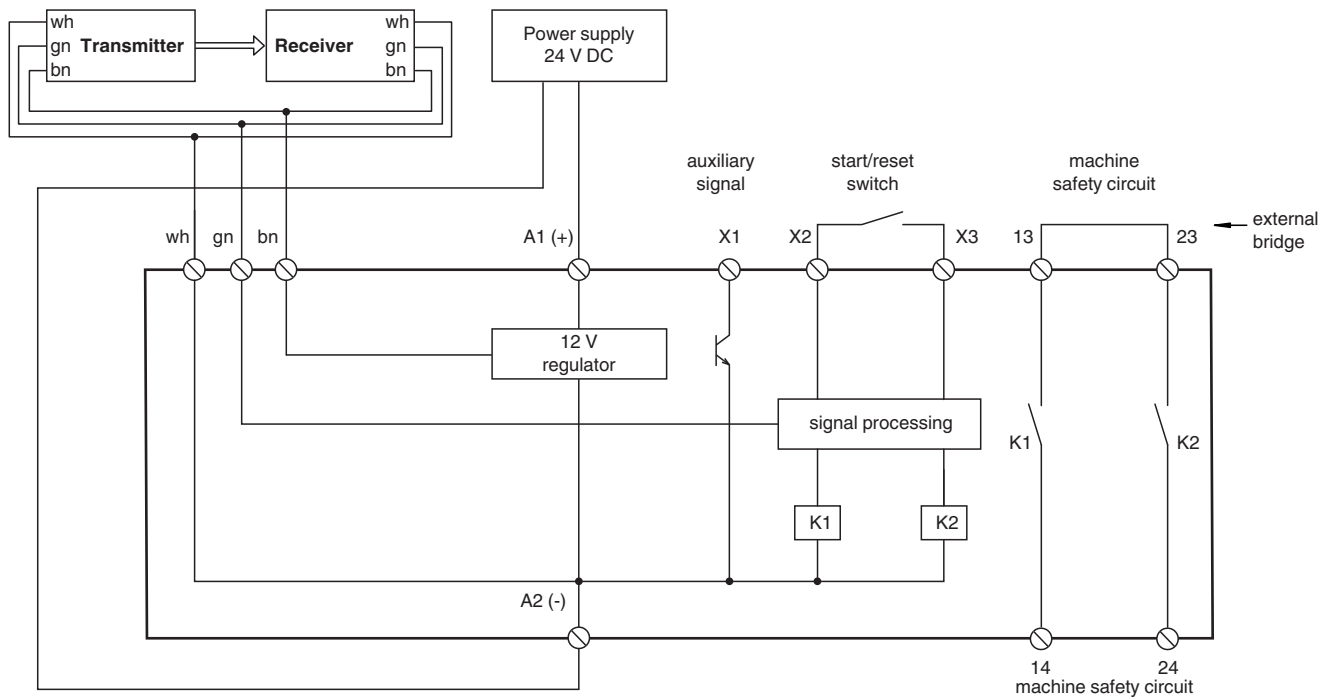 wh
gn
bn
Transmitter
Receiver
wh
gn
bn
Power supply
24 V DC
auxiliary
signal
start/reset
switch
machine
safety circuit
external
bridge
wh
gn
bn
A1 (+)
X1
X2
X3
13
23
12 V
regulator
signal processing
K1
K2
K1
K2
A2 (-)
14
24
machine safety circuit